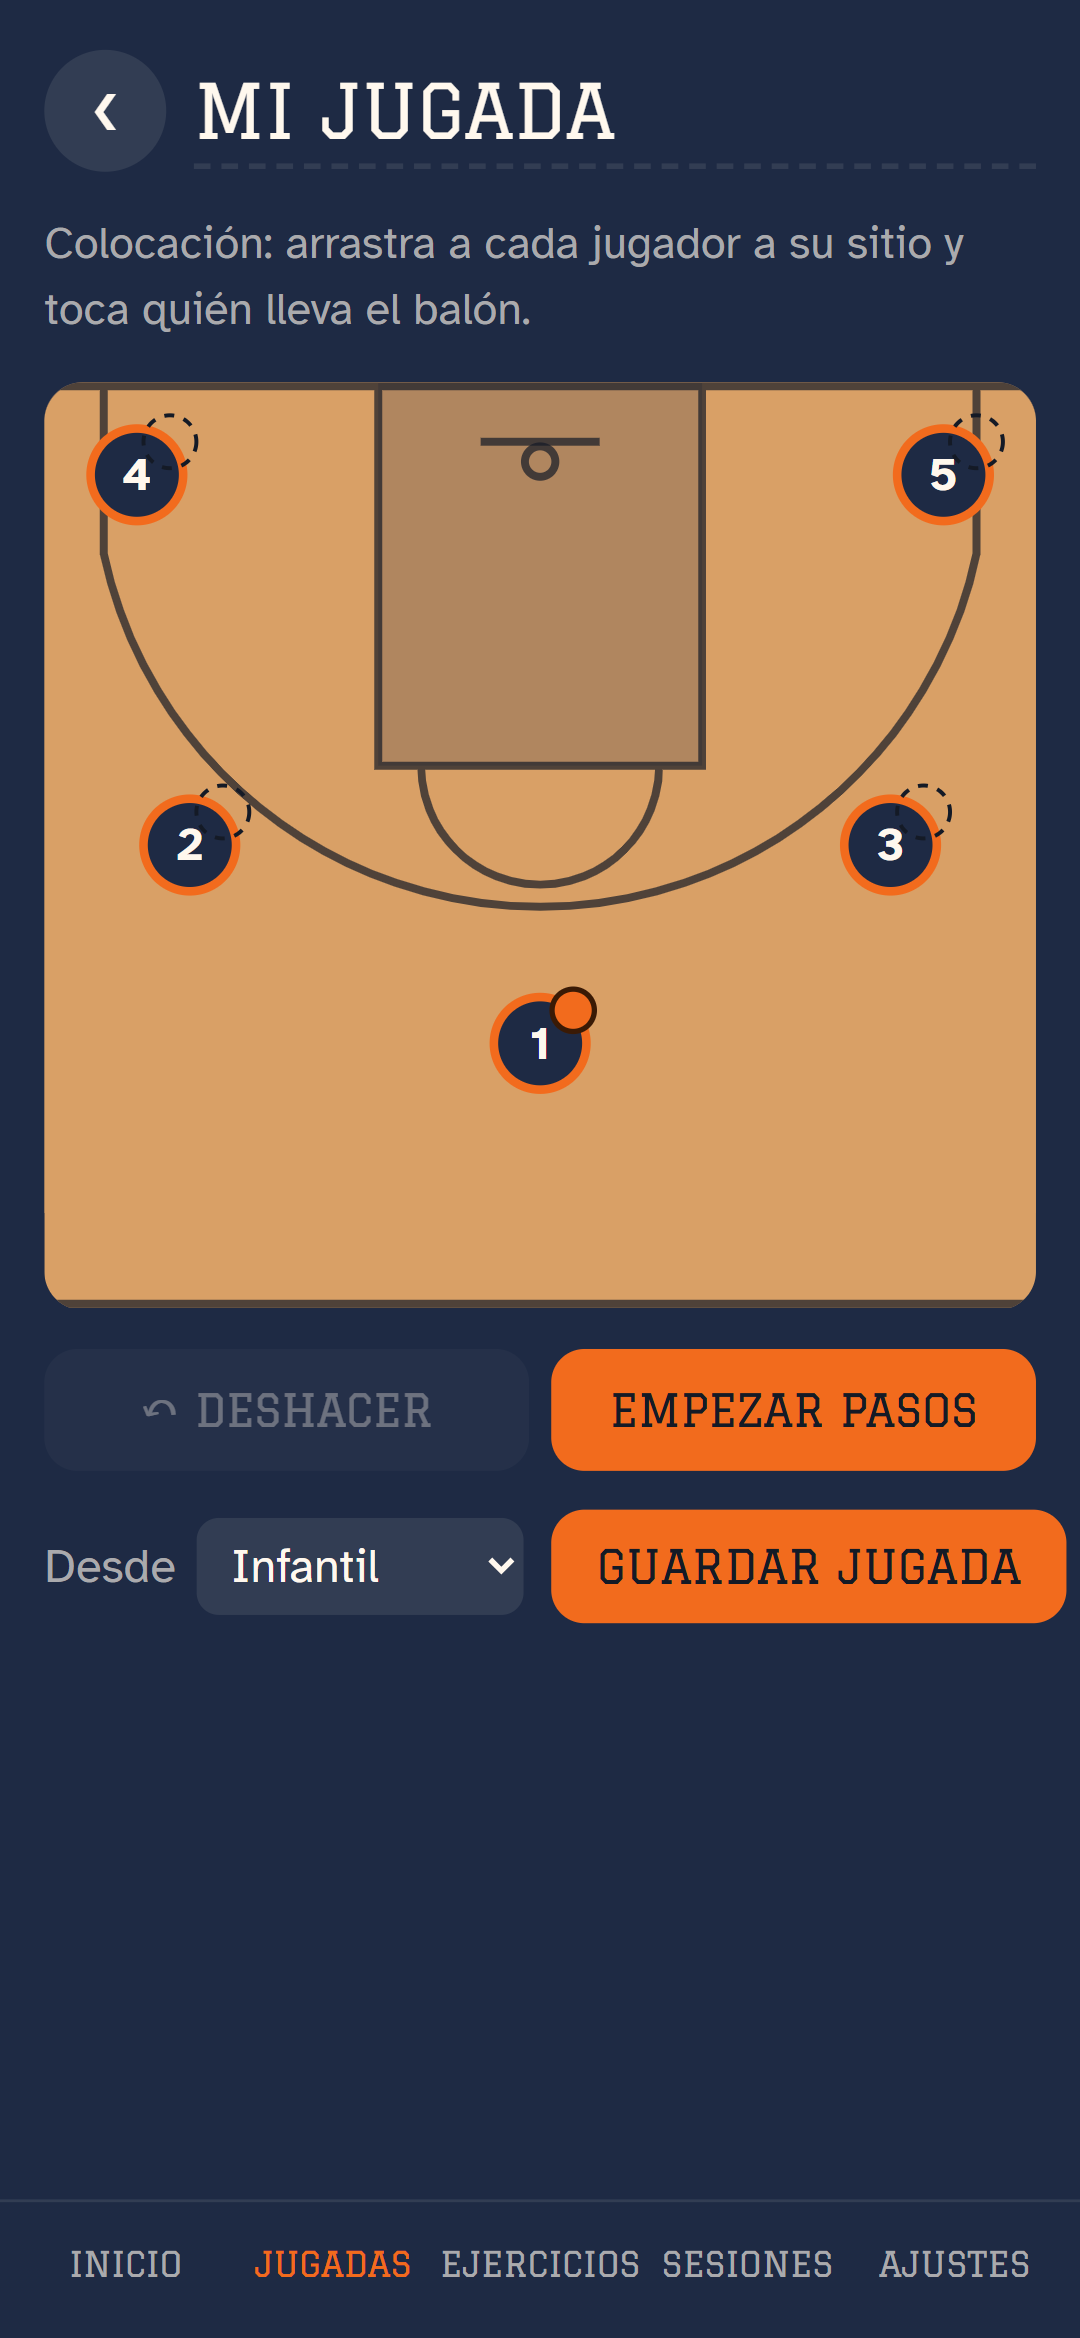 MI JUGADA
Colocación: arrastra a cada jugador a su sitio y
toca quién lleva el balón.
4
5
2
3
1
↶ DESHACER
EMPEZAR PASOS
Desde
Infantil
GUARDAR JUGADA
INICIO
JUGADAS
EJERCICIOS
SESIONES
AJUSTES